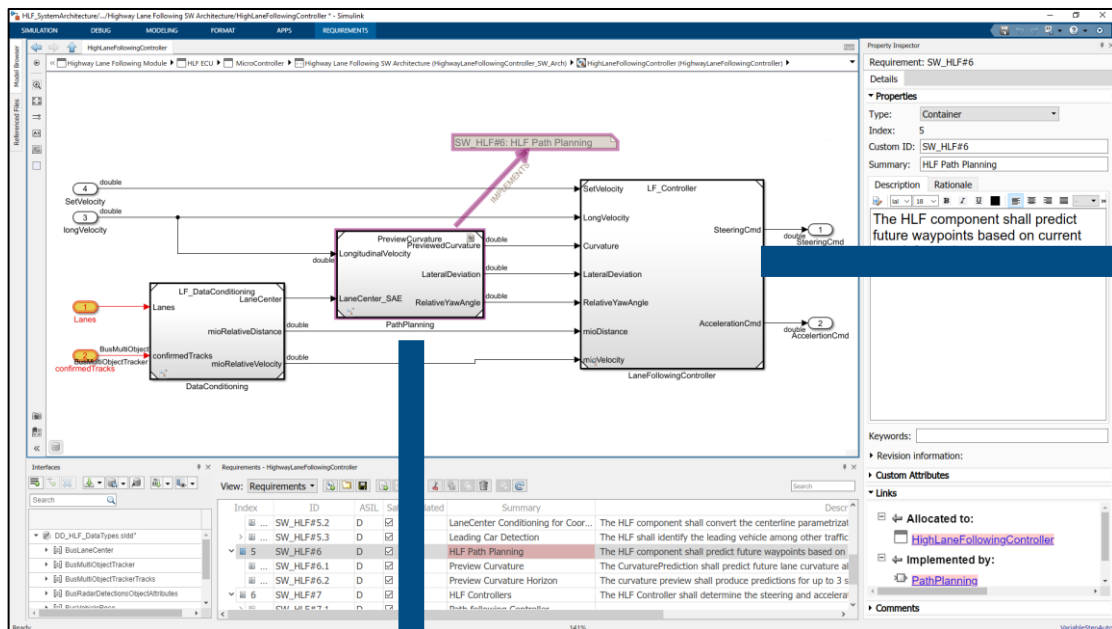 HLF_SystemArchitecture/.../Highway Lane Following SW Architecture/HighLaneFollowingController * - Simulink
SIMULATION DEBUG MODELING FORMAT APPS REQUIREMENTS
HighLaneFollowingController
Highway Lane Following Module HLF ECU MicroController Highway Lane Following SW Architecture (HighwayLaneFollowingController_SW_Arch) HighLaneFollowingController (HighwayLaneFollowingController)
Model Browser
Referenced Files
SW_HLF#6: HLF Path Planning
IMPLEMENTS
4
double
SetVelocity
3
double
longVelocity
1
Lanes
2
BusMultiObject
BusMultiObjectTracker
confirmedTracks
LF_DataConditioning
Lanes
LaneCenter
mioRelativeDistance
double
confirmedTracks
mioRelativeVelocity
double
DataConditioning
PreviewCurvature
PreviewedCurvature
double
double
LongitudinalVelocity
LateralDeviation
double
LaneCenter_SAE
RelativeYawAngle
double
PathPlanning
LF_Controller
SetVelocity
LongVelocity
Curvature
LateralDeviation
RelativeYawAngle
mioDistance
mioVelocity
SteeringCmd
double
1
SteeringCmd
AccelerationCmd
double
2
AccelertionCmd
LaneFollowingController
Property Inspector
Requirement: SW_HLF#6
Details
Properties
Type: Container
Index: 5
Custom ID: SW_HLF#6
Summary: HLF Path Planning
Description Rationale
18 B I U
The HLF component shall predict
future waypoints based on current
Keywords:
Revision information:
Custom Attributes
Links
Allocated to:
HighLaneFollowingController
Implemented by:
PathPlanning
Comments
Interfaces
Search
DD_HLF_DataTypes.sldd*
BusLaneCenter
BusMultiObjectTracker
BusMultiObjectTrackerTracks
BusRadarDetectionsObjectAttributes
Requirements - HighwayLaneFollowingController
View: Requirements
Search
Index ID ASIL Summary
... SW_HLF#5.2 D LaneCenter Conditioning for Coor... The HLF component shall convert the centerline parametrizat
... SW_HLF#5.3 D Leading Car Detection The HLF shall identify the leading vehicle among other traffic
5 SW_HLF#6 D HLF Path Planning The HLF component shall predict future waypoints based on
... SW_HLF#6.1 D Preview Curvature The CurvaturePrediction shall predict future lane curvature al
... SW_HLF#6.2 D Preview Curvature Horizon The curvature preview shall produce predictions for up to 3 s
6 SW_HLF#7 D HLF Controllers The HLF Controller shall determine the steering and accelerat
Ready
141%
VariableStepAuto